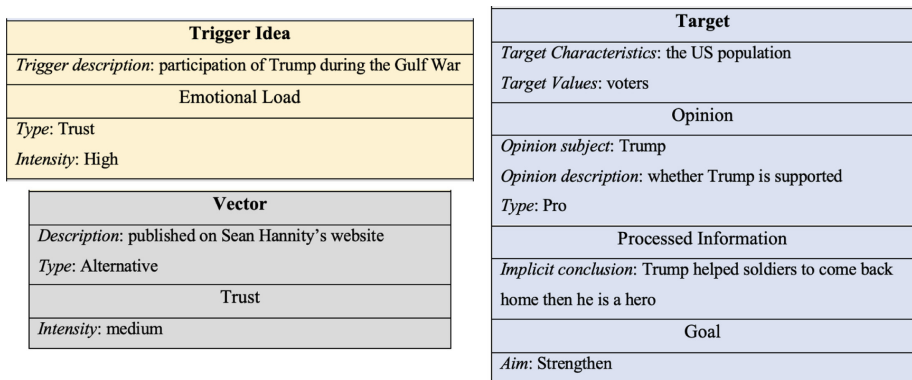 Trigger Idea
Trigger description: participation of Trump during the Gulf War
Emotional Load
Type: Trust
Intensity: High
Vector
Description: published on Sean Hannity's website
Type: Alternative
Trust
Intensity: medium
Target
Target Characteristics: the US population
Target Values: voters
Opinion
Opinion subject: Trump
Opinion description: whether Trump is supported
Type: Pro
Processed Information
Implicit conclusion: Trump helped soldiers to come back
home then he is a hero
Goal
Aim: Strengthen